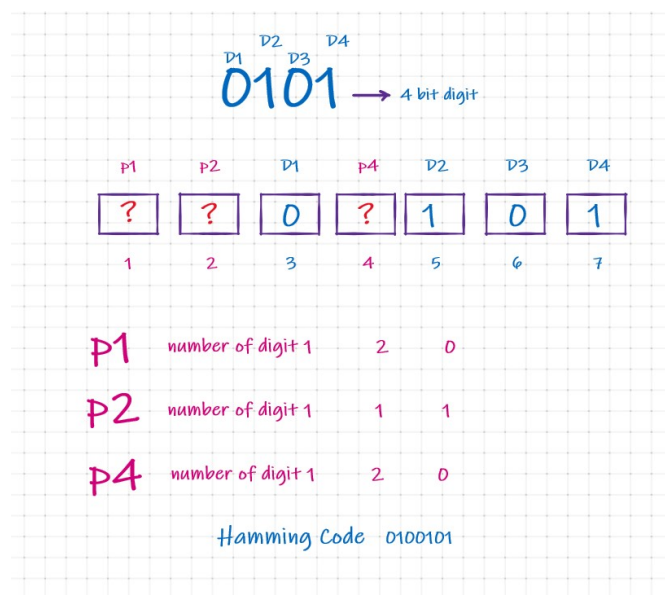 D2 D4
D1 D3
0101 4 bit digit
P1 P2 D1 P4 D2 D3 D4
? ? 0 ? 1 0 1
1 2 3 4 5 6 7
P1 number of digit 1 2 0
P2 number of digit 1 1 1
P4 number of digit 1 2 0
Hamming Code 0100101